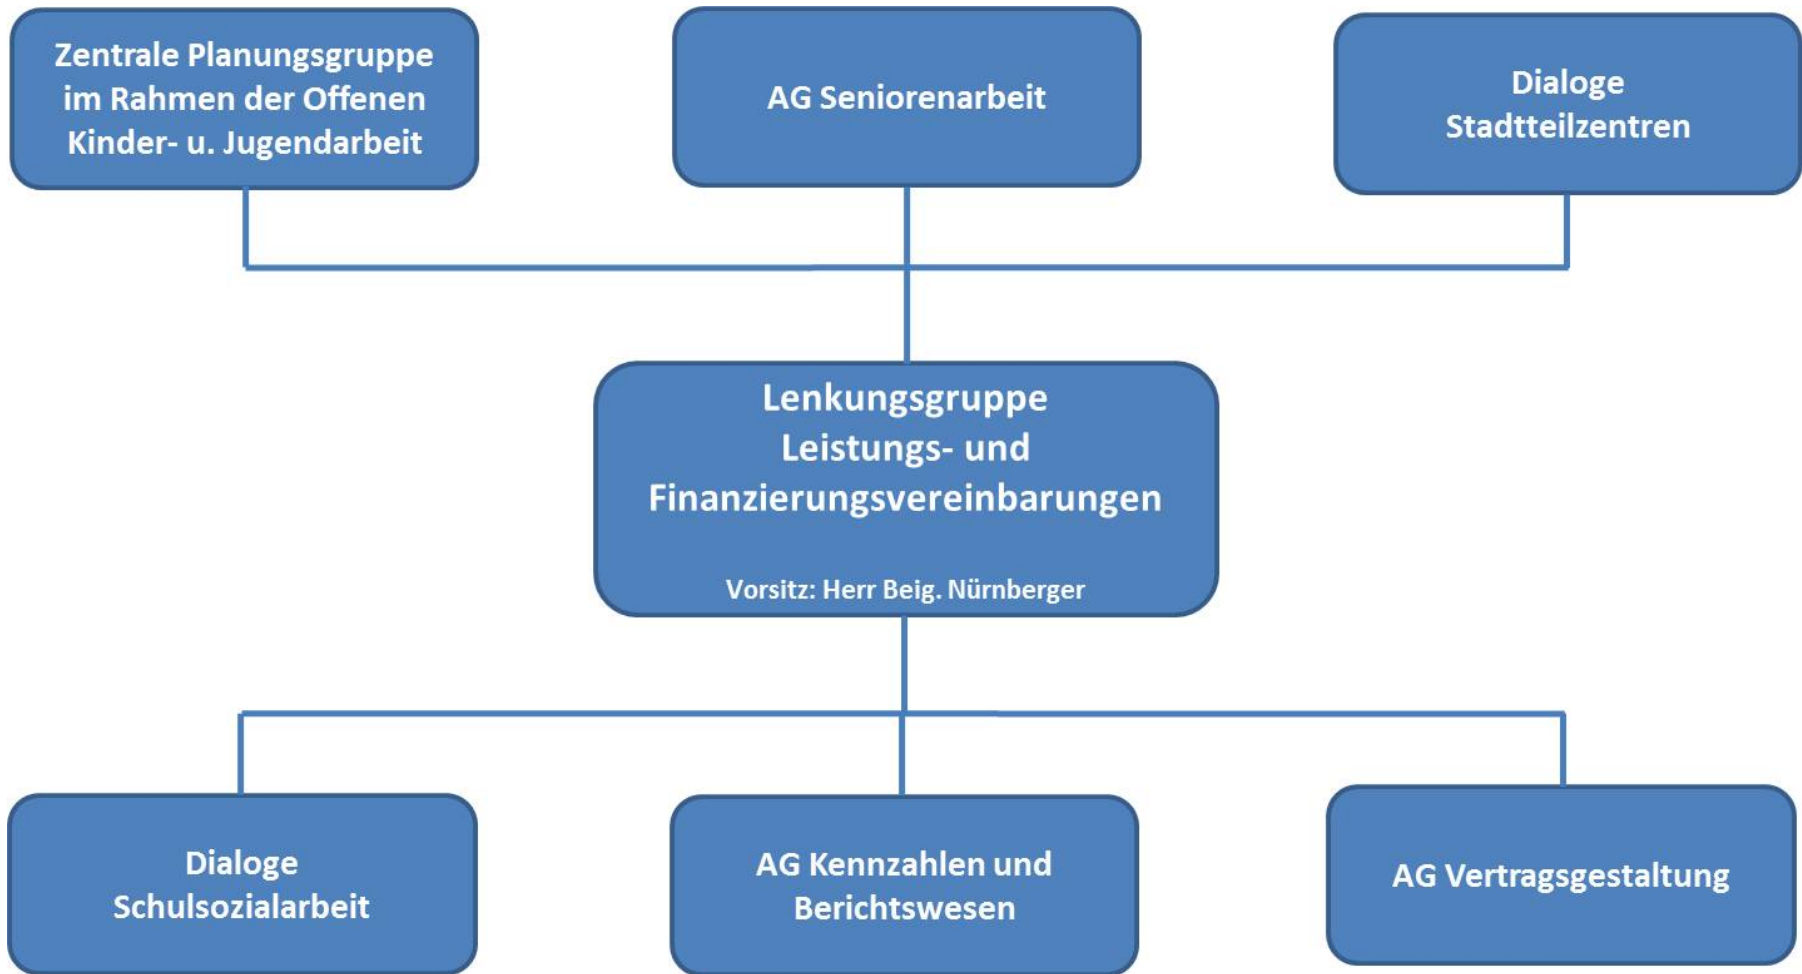 Zentrale Planungsgruppe
im Rahmen der Offenen
Kinder- u. Jugendarbeit
AG Seniorenarbeit
Dialoge
Stadtteilzentren
Lenkungsgruppe
Leistungs- und
Finanzierungsvereinbarungen
Vorsitz: Herr Beig. Nürnberger
Dialoge
Schulsozialarbeit
AG Kennzahlen und
Berichtswesen
AG Vertragsgestaltung